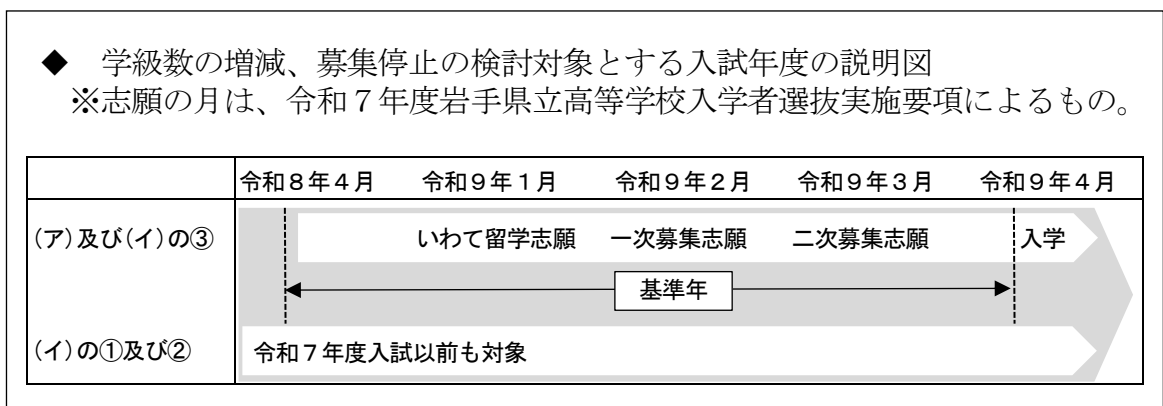 ◆ 学級数の増減、募集停止の検討対象とする入試年度の説明図
※志願の月は、令和７年度岩手県立高等学校入学者選抜実施要項によるもの。
令和８年４月 令和９年１月 令和９年２月 令和９年３月 令和９年４月
(ア)及び(イ)の③ いわて留学志願 一次募集志願 二次募集志願 入学
基準年
(イ)の①及び② 令和７年度入試以前も対象